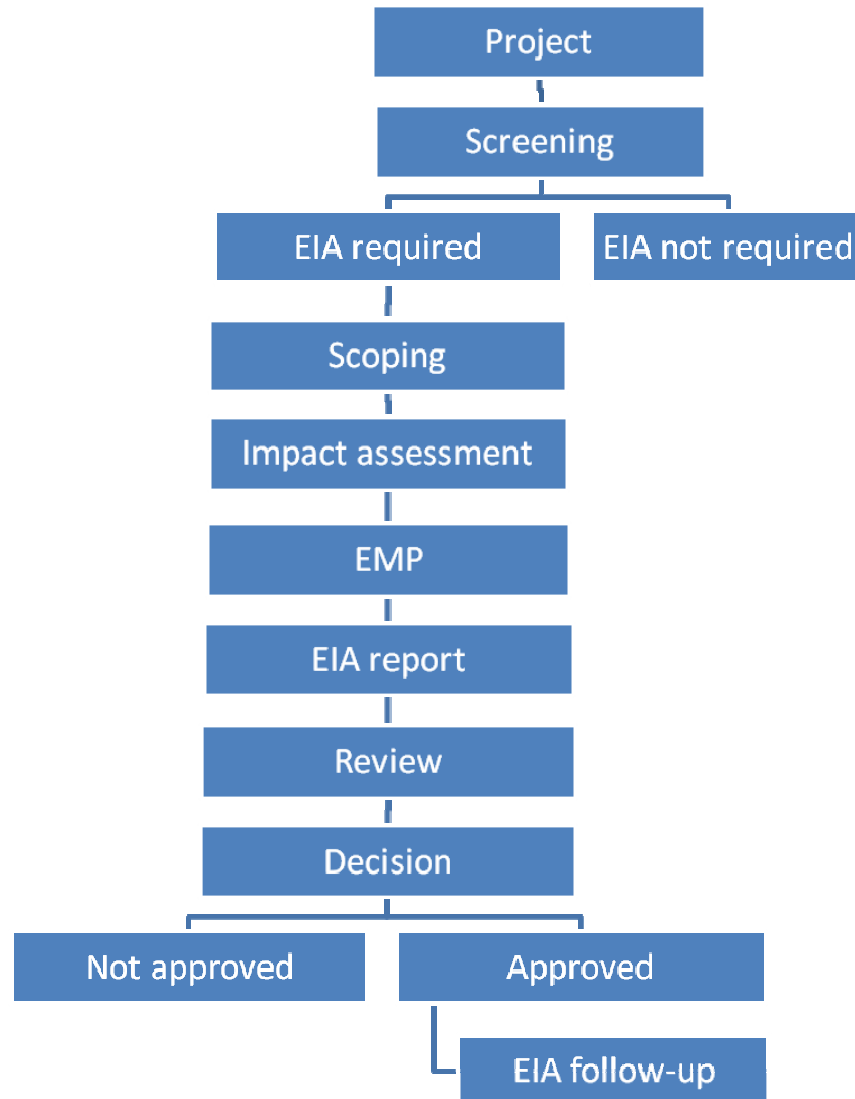 Project
Screening
EIA required
EIA not required
Scoping
Impact assessment
EMP
EIA report
Review
Decision
Not approved
Approved
EIA follow-up